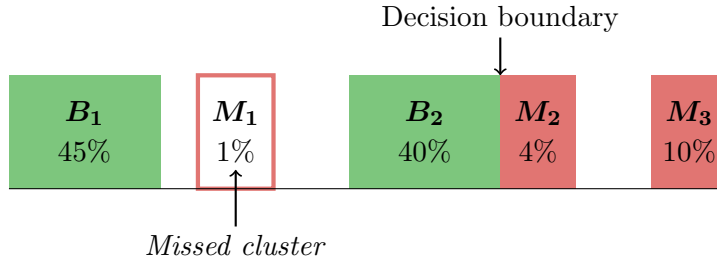 Decision boundary
B₁
45%
M₁
1%
B₂
40%
M₂
4%
M₃
10%
Missed cluster